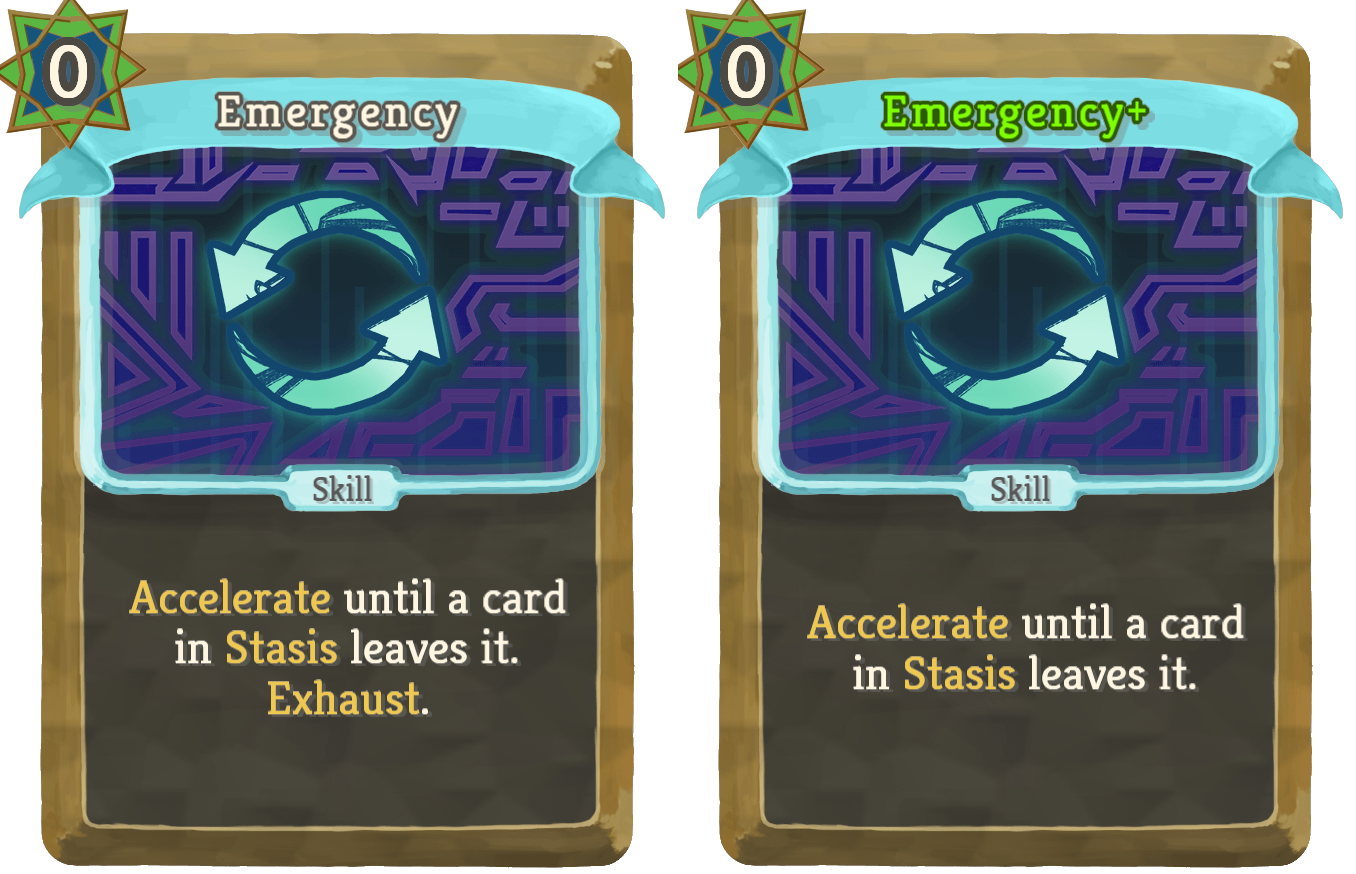 0
Emergency
Skill
Accelerate until a card
in Stasis leaves it.
Exhaust.
0
Emergency+
Skill
Accelerate until a card
in Stasis leaves it.